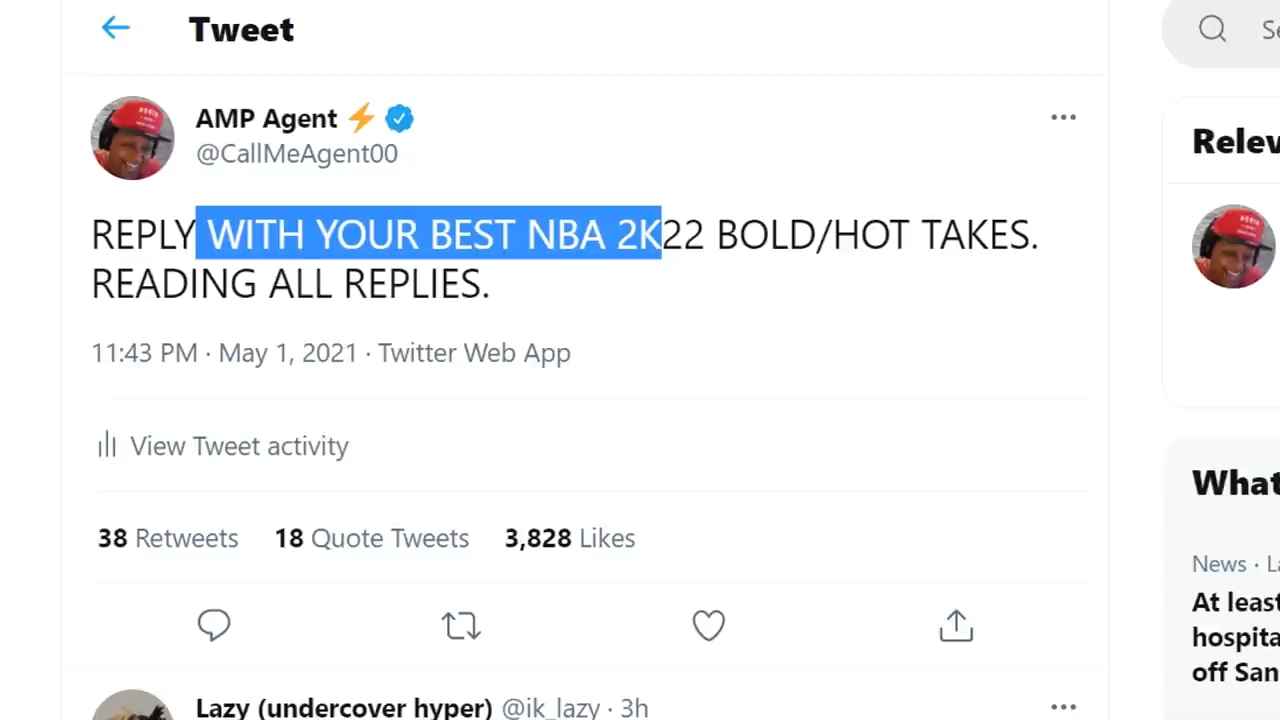 Tweet
AMP Agent ⚡
@CallMeAgent00
REPLY WITH YOUR BEST NBA 2K22 BOLD/HOT TAKES.
READING ALL REPLIES.
11:43 PM · May 1, 2021 · Twitter Web App
View Tweet activity
38 Retweets 18 Quote Tweets 3,828 Likes
Lazy (undercover hyper) @ik_lazy · 3h
Se
Relev
What
News · La
At least
hospita
off San